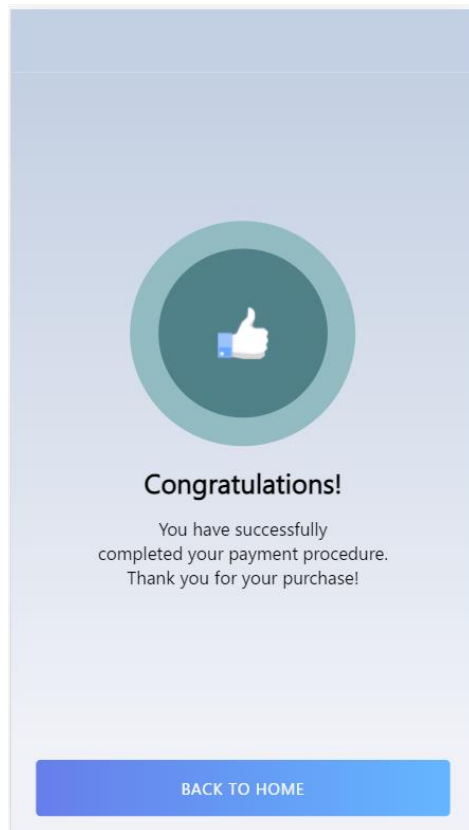 Congratulations!
You have successfully
completed your payment procedure.
Thank you for your purchase!
BACK TO HOME